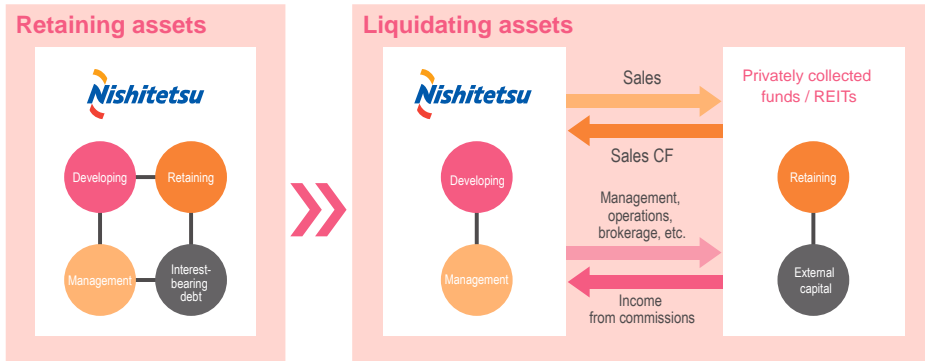 Retaining assets
Nishitetsu
Developing
Retaining
Management
Interest-
bearing
debt
Liquidating assets
Nishitetsu
Developing
Management
Sales
Sales CF
Management,
operations,
brokerage, etc.
Income
from commissions
Privately collected
funds / REITs
Retaining
External
capital